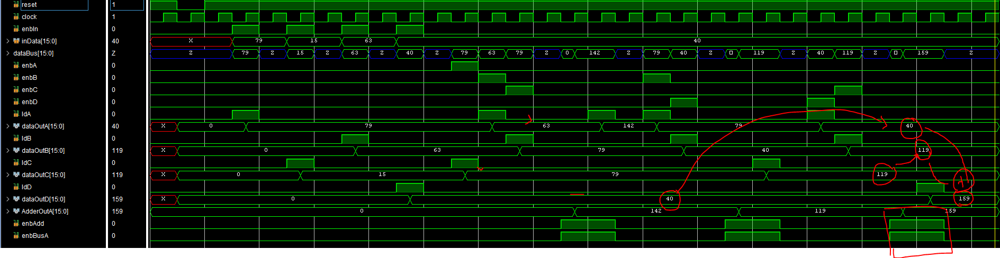 reset 1
clock 1
enbIn 0
inData[15:0] 40 X 79 15 63 40
dataBus[15:0] Z Z 79 Z 15 Z 63 Z 40 Z 79 63 79 Z 0 142 Z 79 40 Z 119 Z 40 119 Z 159 Z
enbA 0
enbB 0
enbC 0
enbD 0
ldA 0
dataOutA[15:0] 40 X 0 79 63 142 79 40
ldB 0
dataOutB[15:0] 119 X 0 63 79 40 119
ldC 0
dataOutC[15:0] 119 X 0 15 79 119
ldD 0
dataOutD[15:0] 159 X 0 40 159
AdderOutA[15:0] 159 0 142 119 159
enbAdd 0
enbBusA 0